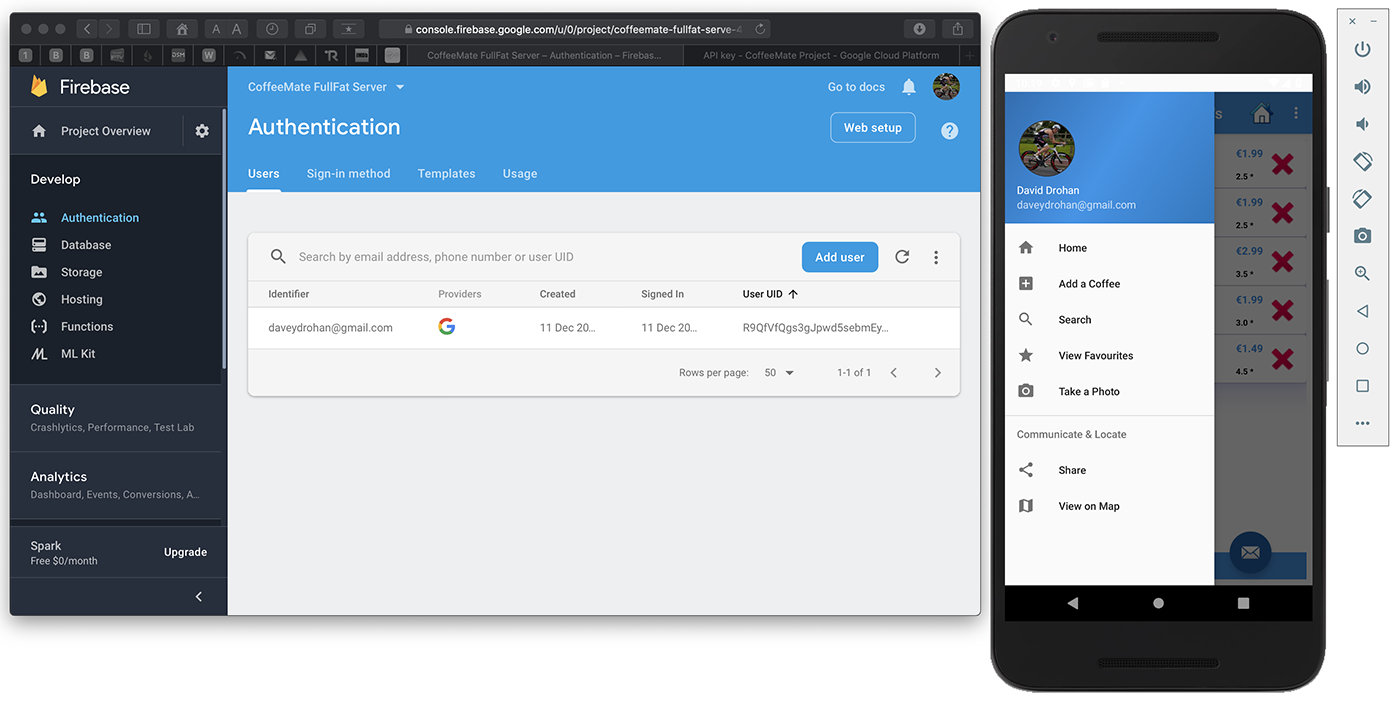 console.firebase.google.com/u/0/project/coffeemate-fullfat-serve-4
CoffeeMate FullFat Server – Authentication – Firebas...
API key - CoffeeMate Project - Google Cloud Platform
Firebase
Project Overview
Develop
Authentication
Database
Storage
Hosting
Functions
ML Kit
Quality
Crashlytics, Performance, Test Lab
Analytics
Dashboard, Events, Conversions, A...
Spark
Free $0/month
Upgrade
CoffeeMate FullFat Server
Go to docs
Authentication
Web setup
Users Sign-in method Templates Usage
Search by email address, phone number or user UID
Add user
Identifier Providers Created Signed In User UID
daveydrohan@gmail.com 11 Dec 20... 11 Dec 20... R9QfVfQgs3gJpwd5sebmEy...
Rows per page: 50 1-1 of 1
David Drohan
daveydrohan@gmail.com
Home
Add a Coffee
Search
View Favourites
Take a Photo
Communicate & Locate
Share
View on Map
s
€1.99
2.5 *
€1.99
2.5 *
€2.99
3.5 *
€1.99
3.0 *
€1.49
4.5 *